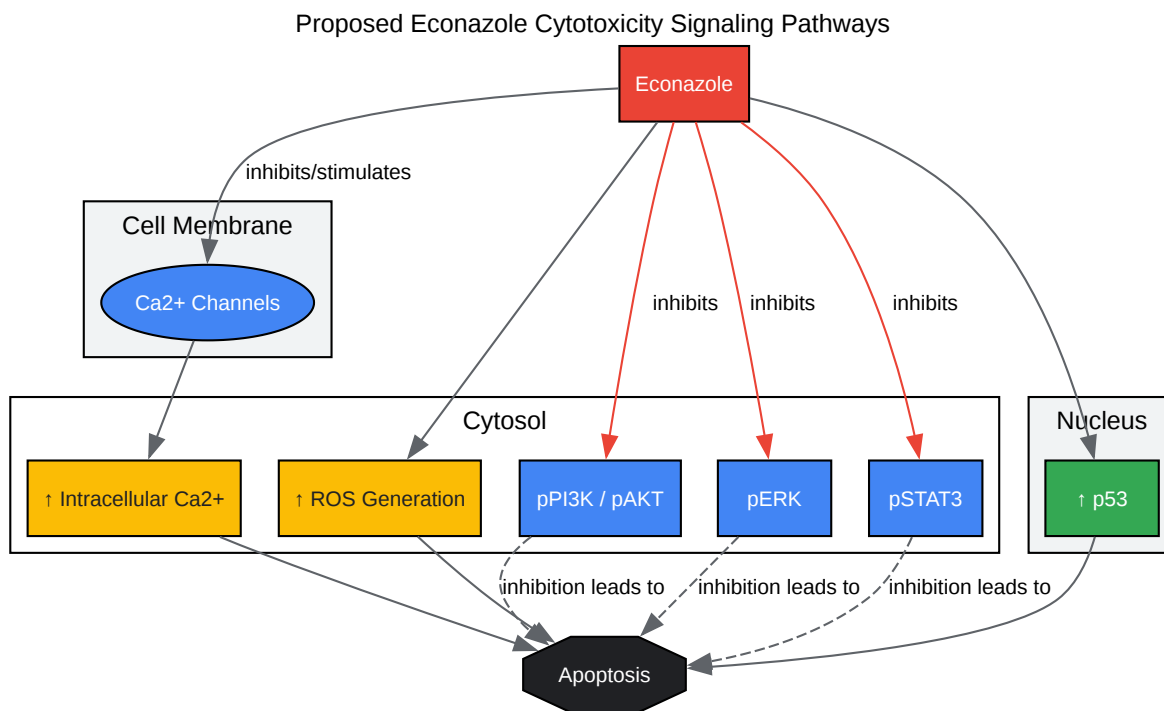 Proposed Econazole Cytotoxicity Signaling Pathways
Econazole
inhibits/stimulates
Cell Membrane
Ca2+ Channels
inhibits
inhibits
inhibits
Cytosol
Nucleus
↑ Intracellular Ca2+
↑ ROS Generation
pPI3K / pAKT
pERK
pSTAT3
↑ p53
inhibition leads to
inhibition leads to
inhibition leads to
Apoptosis